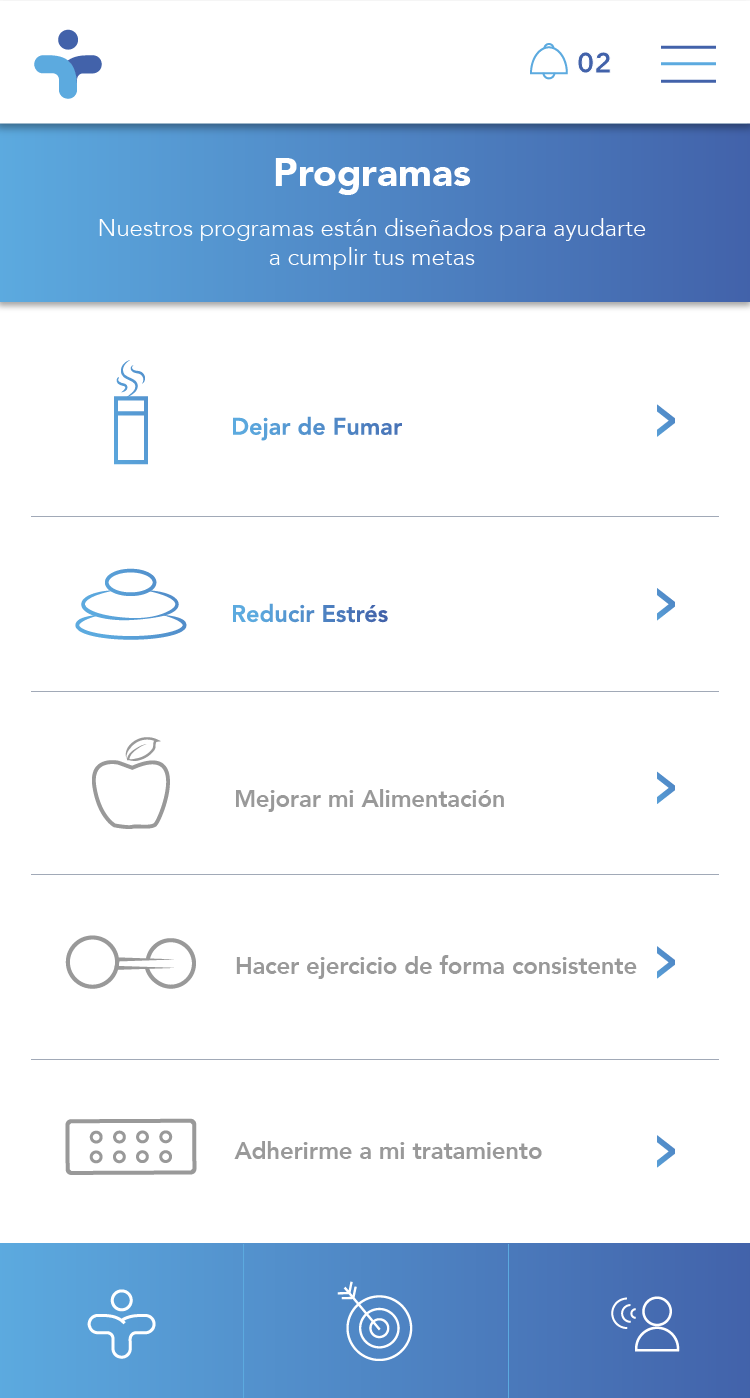 02
Programas
Nuestros programas están diseñados para ayudarte
a cumplir tus metas
Dejar de Fumar
Reducir Estrés
Mejorar mi Alimentación
Hacer ejercicio de forma consistente
Adherirme a mi tratamiento